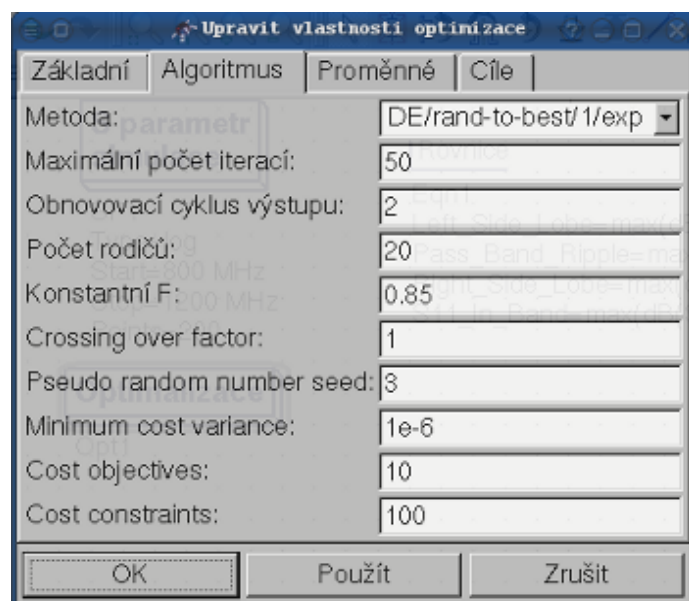 Upravit vlastnosti optimizace
Základní Algoritmus Proměnné Cíle
Metoda: DE/rand-to-best/1/exp
Maximální počet iterací: 50
Obnovovací cyklus výstupu: 2
Počet rodičů: 20
Konstantní F: 0.85
Crossing over factor: 1
Pseudo random number seed: 3
Minimum cost variance: 1e-6
Cost objectives: 10
Cost constraints: 100
OK Použít Zrušit